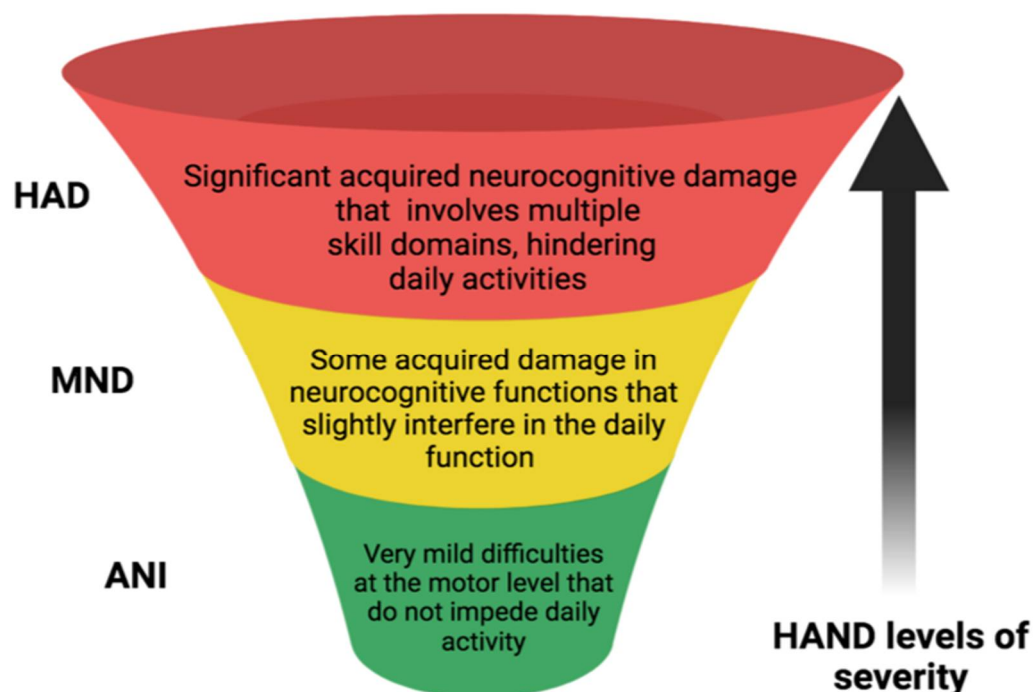 HAD
Significant acquired neurocognitive damage
that involves multiple
skill domains, hindering
daily activities
MND
Some acquired damage in
neurocognitive functions that
slightly interfere in the daily
function
ANI
Very mild difficulties
at the motor level that
do not impede daily
activity
HAND levels of
severity